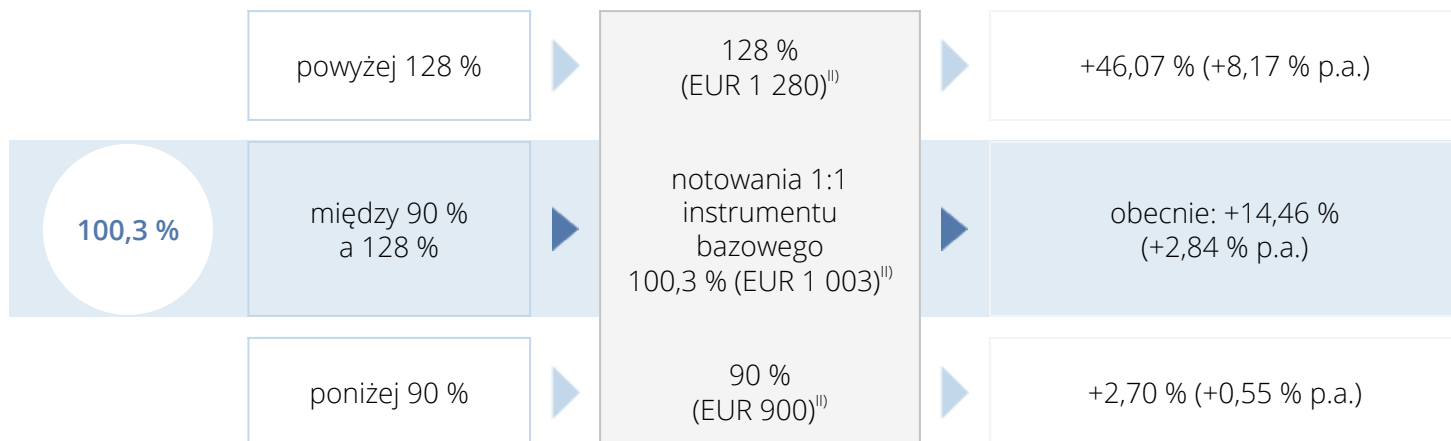 powyżej 128 %
128 %
(EUR 1 280)II)
+46,07 % (+8,17 % p.a.)
100,3 %
między 90 %
a 128 %
notowania 1:1
instrumentu
bazowego
100,3 % (EUR 1 003)II)
obecnie: +14,46 %
(+2,84 % p.a.)
poniżej 90 %
90 %
(EUR 900)II)
+2,70 % (+0,55 % p.a.)